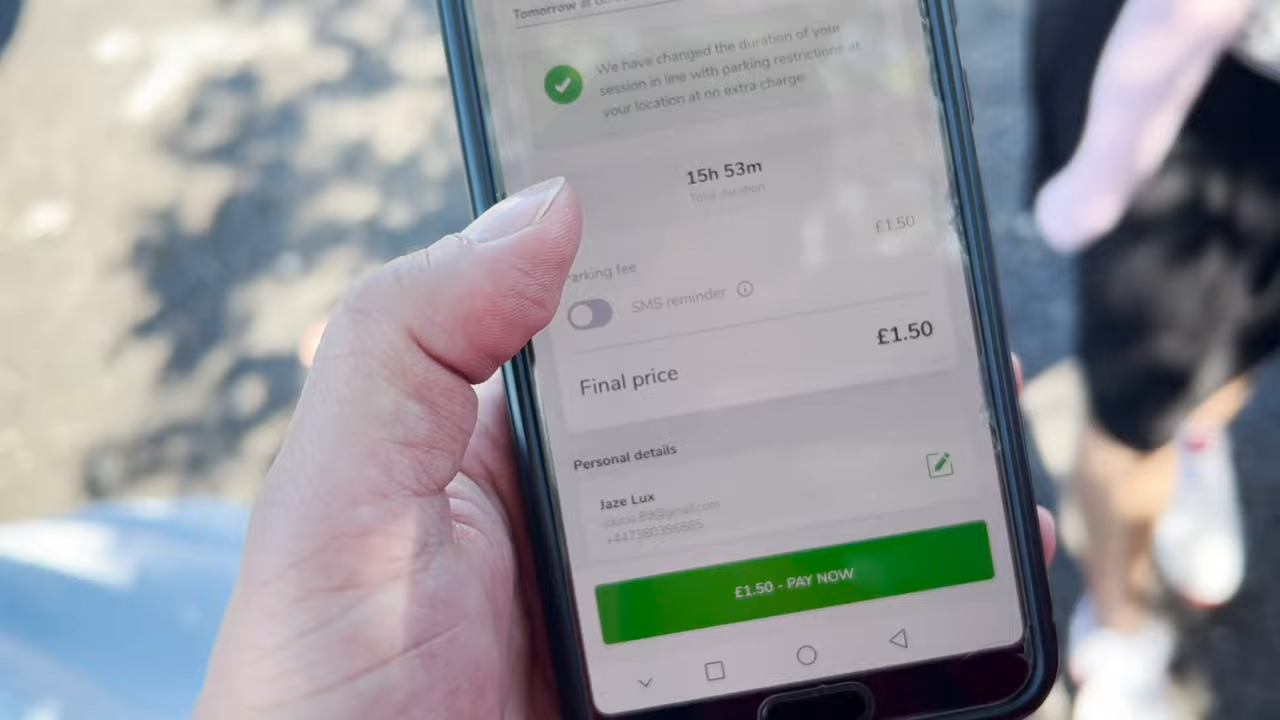 Tomorrow at
We have changed the duration of your
session in line with parking restrictions at
your location at no extra charge
15h 53m
Total duration
£1.50
arking fee
SMS reminder
£1.50
Final price
Personal details
Jaze Lux
£1.50 - PAY NOW